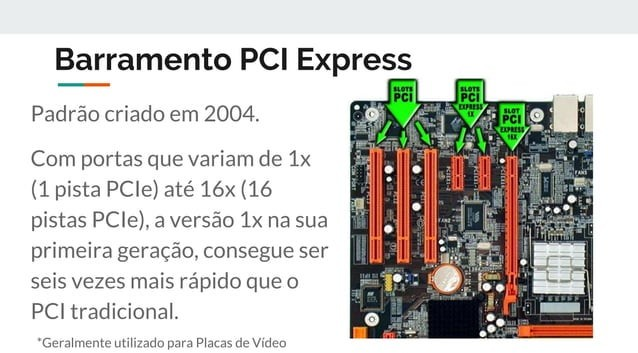 Barramento PCI Express
Padrão criado em 2004.
Com portas que variam de 1x
(1 pista PCIe) até 16x (16
pistas PCIe), a versão 1x na sua
primeira geração, consegue ser
seis vezes mais rápido que o
PCI tradicional.
*Geralmente utilizado para Placas de Vídeo
SLOTS
PCI
SLOTS
PCI
EXPRESS
1X
SLOT
PCI
EXPRESS
16X